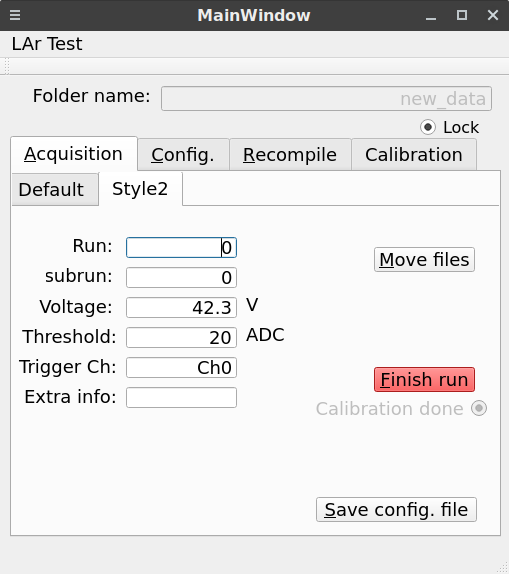 MainWindow
LAr Test
Folder name: new_data
Lock
Acquisition Config. Recompile Calibration
Default Style2
Run: 0
Move files
subrun: 0
Voltage: 42.3 V
Threshold: 20 ADC
Trigger Ch: Ch0
Finish run
Extra info:
Calibration done
Save config. file